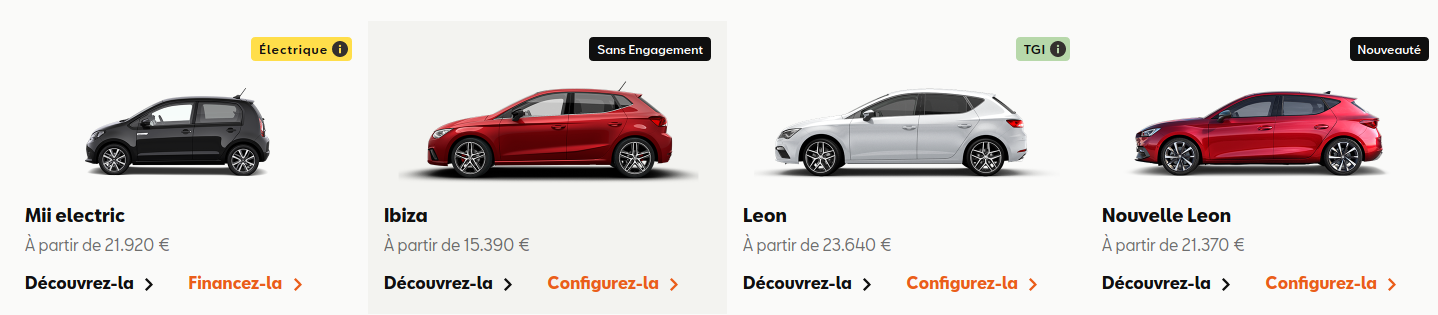 Électrique i
Mii electric
À partir de 21.920 €
Découvrez-la
Financez-la
Sans Engagement
Ibiza
À partir de 15.390 €
Découvrez-la
Configurez-la
TGI i
Leon
À partir de 23.640 €
Découvrez-la
Configurez-la
Nouveauté
Nouvelle Leon
À partir de 21.370 €
Découvrez-la
Configurez-la